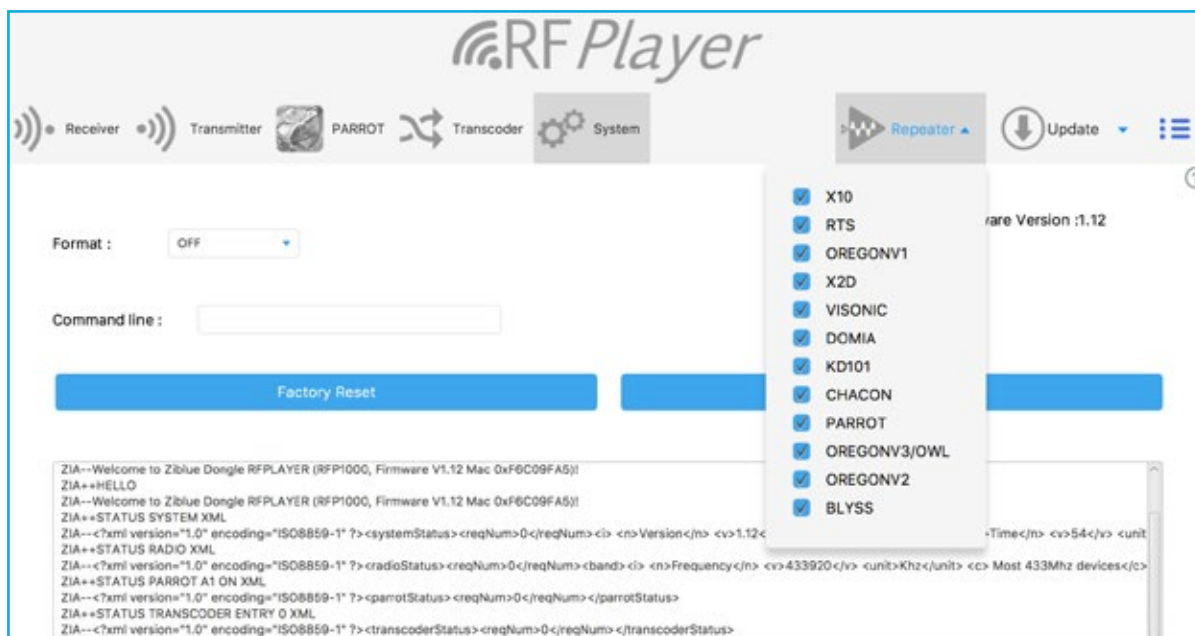 RFPlayer
Receiver Transmitter PARROT Transcoder System Repeater Update
X10
Format : OFF RTS ware Version :1.12
OREGONV1
X2D
Command line : VISONIC
DOMIA
KD101
Factory Reset CHACON
PARROT
OREGONV3/OWL
OREGONV2
BLYSS
ZIA--Welcome to Ziblue Dongle RFPLAYER (RFP1000, Firmware V1.12 Mac 0xF6C09FA5)!
ZIA++HELLO
ZIA--Welcome to Ziblue Dongle RFPLAYER (RFP1000, Firmware V1.12 Mac 0xF6C09FA5)!
ZIA++STATUS SYSTEM XML
ZIA--<?xml version="1.0" encoding="ISO8859-1" ?><systemStatus><reqNum>0</reqNum><i> <n>Version</n> <v>1.12< -Time</n> <v>54</v> <unit
ZIA++STATUS RADIO XML
ZIA--<?xml version="1.0" encoding="ISO8859-1" ?><radioStatus><reqNum>0</reqNum><band><i> <n>Frequency</n> <v>433920</v> <unit>Khz</unit> <c> Most 433Mhz devices</c>
ZIA++STATUS PARROT A1 ON XML
ZIA--<?xml version="1.0" encoding="ISO8859-1" ?><parrotStatus><reqNum>0</reqNum></parrotStatus>
ZIA++STATUS TRANSCODER ENTRY 0 XML
ZIA--<?xml version="1.0" encoding="ISO8859-1" ?><transcoderStatus><reqNum>0</reqNum></transcoderStatus>